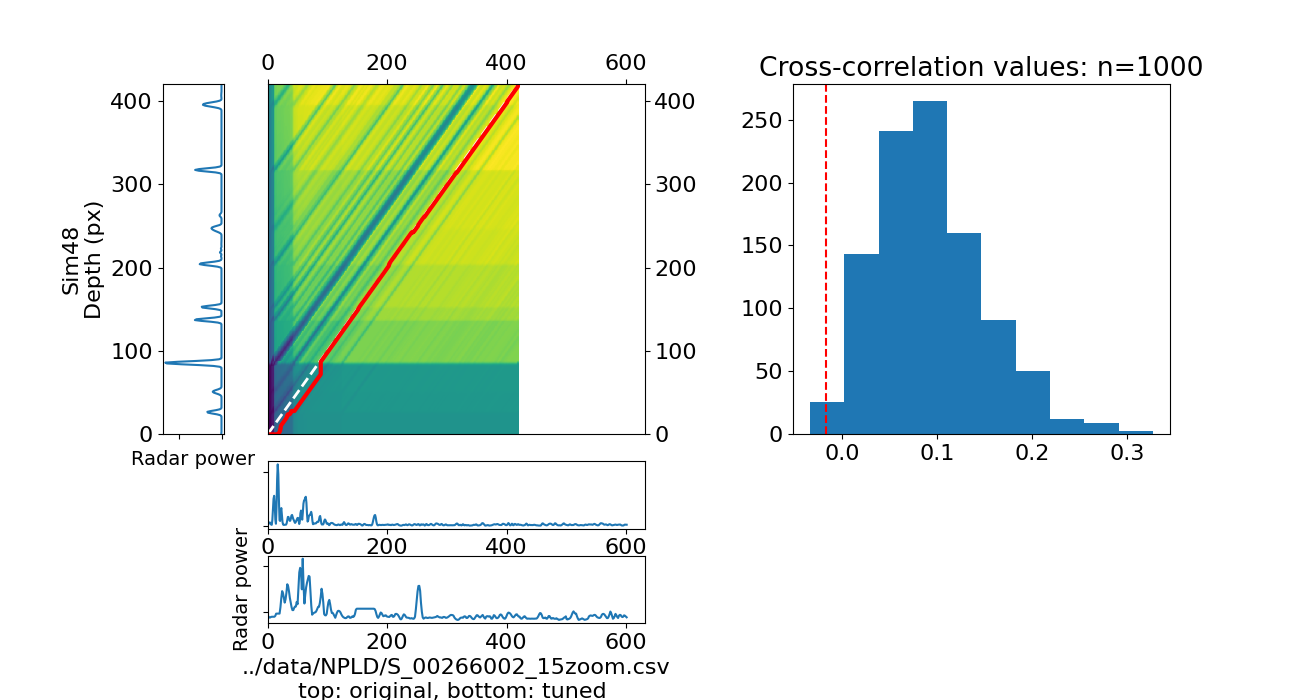 0 200 400 600
Cross-correlation values: n=1000
400
300
200
100
0
Sim48
Depth (px)
Radar power
400
300
200
100
0
250
200
150
100
50
0
0.0 0.1 0.2 0.3
0 200 400 600
Radar power
0 200 400 600
../data/NPLD/S_00266002_15zoom.csv
top: original, bottom: tuned